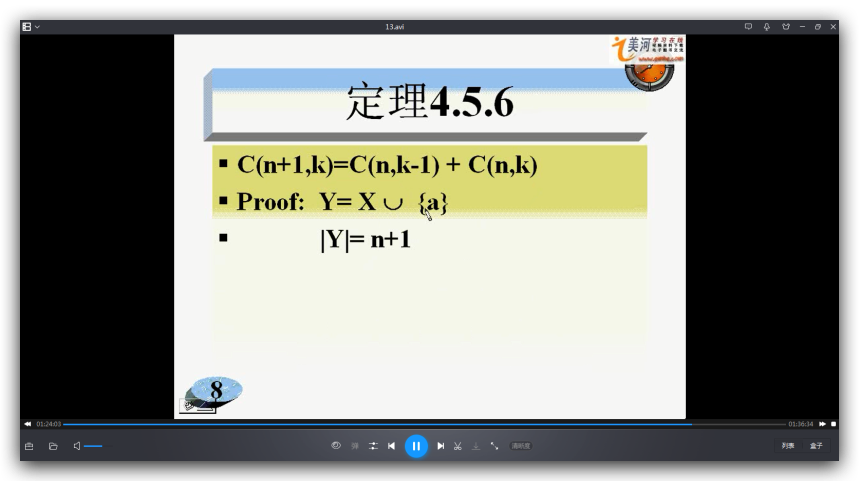 13.avi
美河学习在线
定理4.5.6
C(n+1,k)=C(n,k-1) + C(n,k)
Proof: Y= X ∪ {a}
|Y|= n+1
8
01:24:03
01:36:34
清晰度
列表
盒子